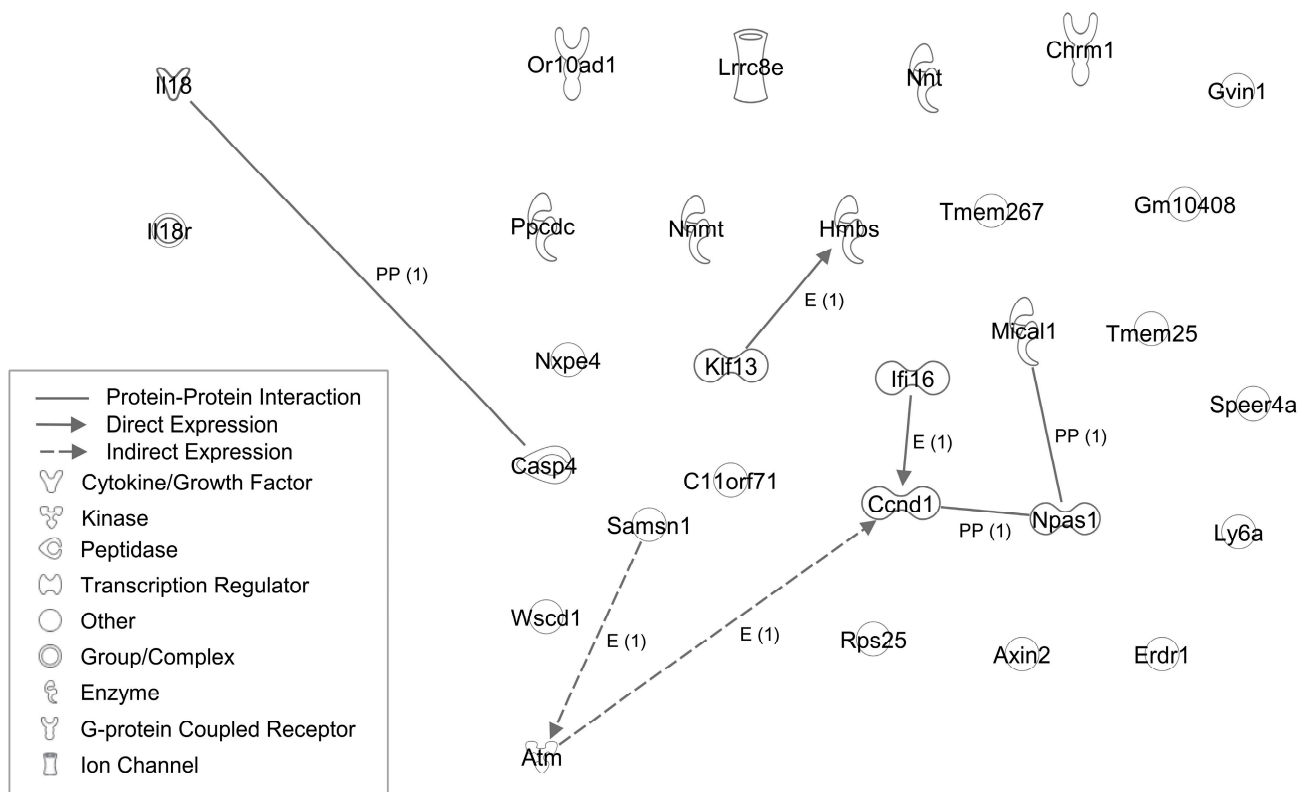 Or10ad1
Lrrc8e
Nnt
Chrm1
Il18
Gvin1
Il18r
Ppcdc
Nnmt
Hmbs
Tmem267
Gm10408
PP (1)
E (1)
Nxpe4
Klf13
Ifi16
Mical1
Tmem25
Speer4a
E (1)
PP (1)
Casp4
C11orf71
Samsn1
Ccnd1
PP (1)
Npas1
Ly6a
Wscd1
E (1)
E (1)
Rps25
Axin2
Erdr1
Atm
Protein-Protein Interaction
Direct Expression
Indirect Expression
Cytokine/Growth Factor
Kinase
Peptidase
Transcription Regulator
Other
Group/Complex
Enzyme
G-protein Coupled Receptor
Ion Channel